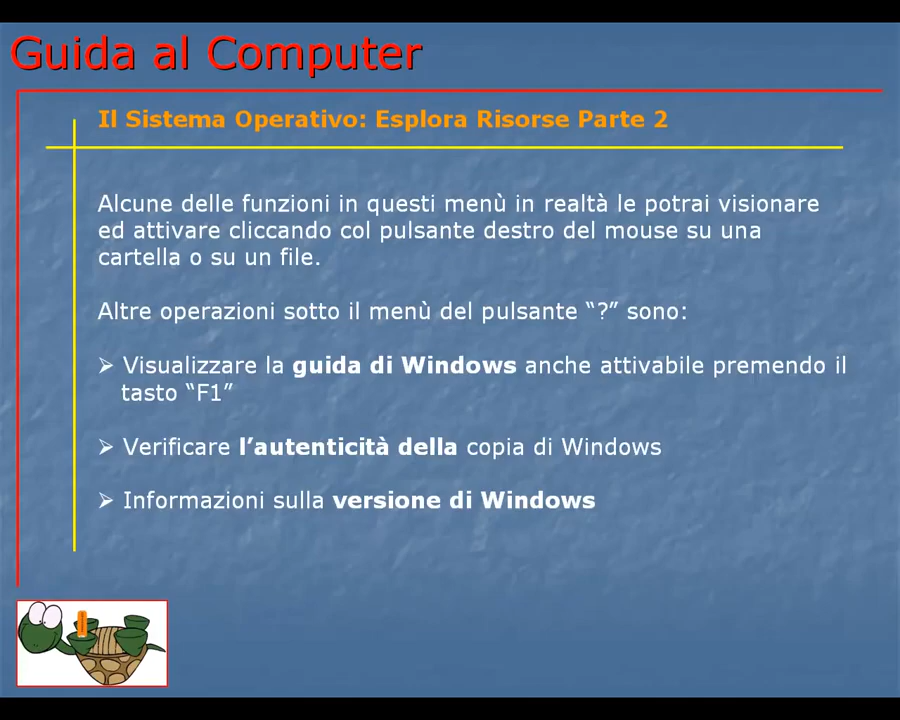 Guida al Computer
Il Sistema Operativo: Esplora Risorse Parte 2
Alcune delle funzioni in questi menù in realtà le potrai visionare
ed attivare cliccando col pulsante destro del mouse su una
cartella o su un file.
Altre operazioni sotto il menù del pulsante “?” sono:
➢ Visualizzare la guida di Windows anche attivabile premendo il
tasto “F1”
➢ Verificare l’autenticità della copia di Windows
➢ Informazioni sulla versione di Windows